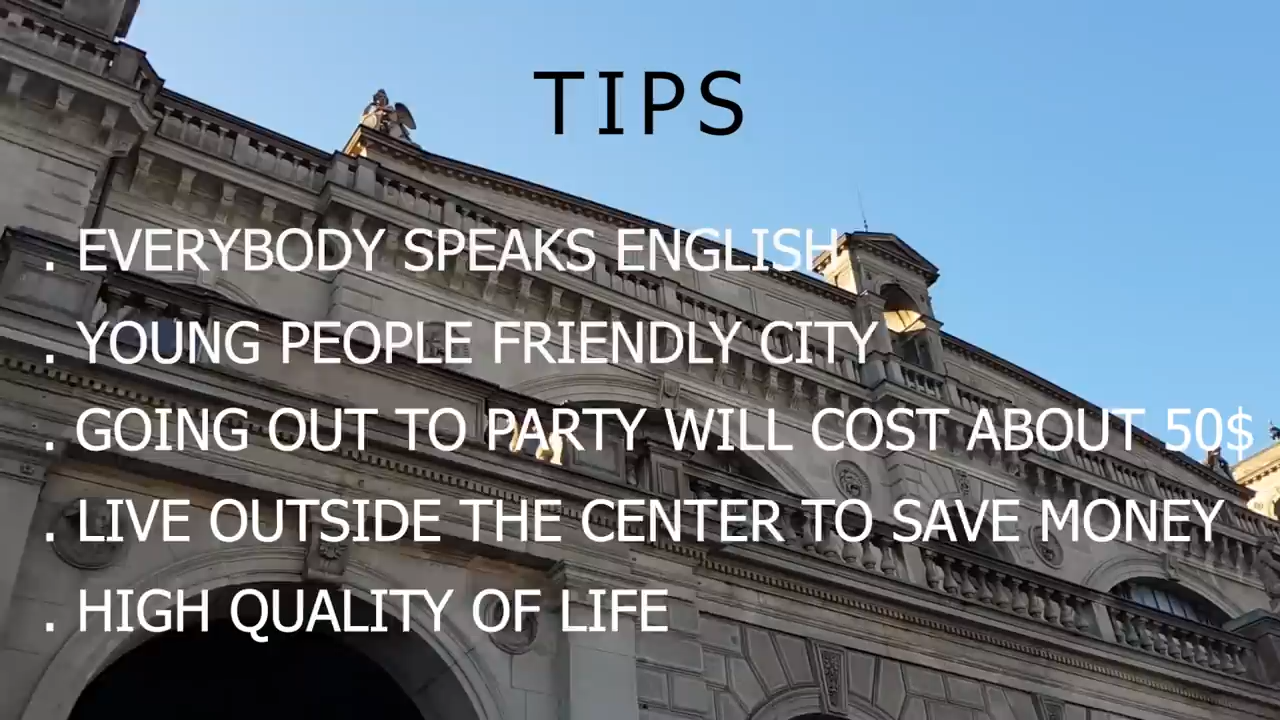 TIPS
. EVERYBODY SPEAKS ENGLISH
. YOUNG PEOPLE FRIENDLY CITY
. GOING OUT TO PARTY WILL COST ABOUT 50$
. LIVE OUTSIDE THE CENTER TO SAVE MONEY
. HIGH QUALITY OF LIFE